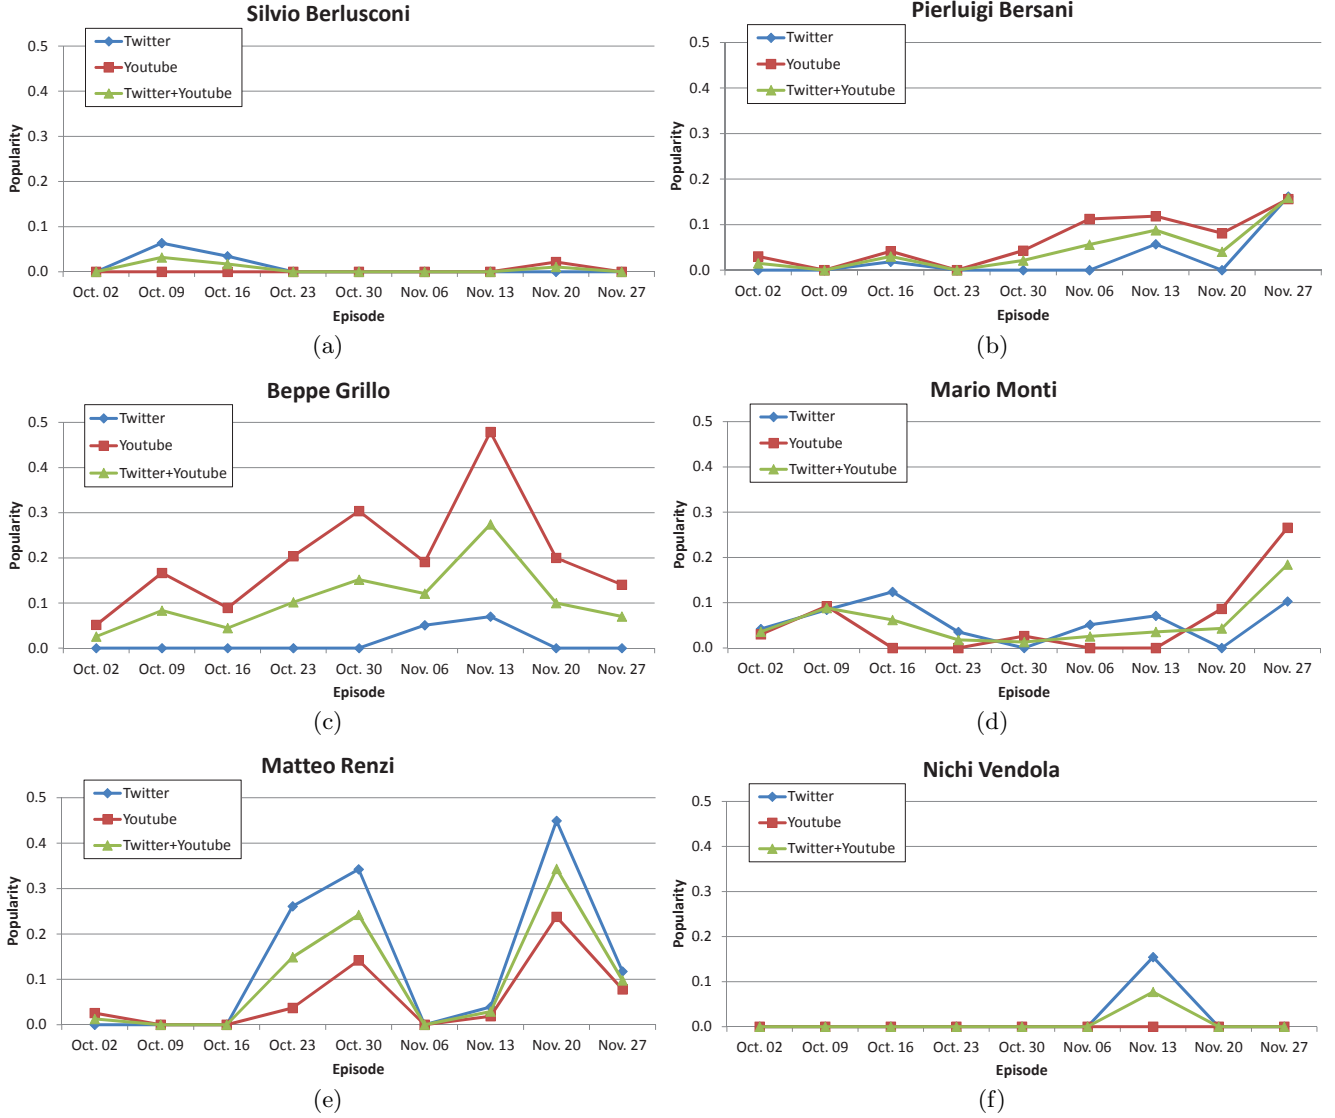 Silvio Berlusconi
Twitter
Youtube
Twitter+Youtube
0.5
0.4
0.3
0.2
0.1
0.0
Popularity
Oct. 02 Oct. 09 Oct. 16 Oct. 23 Oct. 30 Nov. 06 Nov. 13 Nov. 20 Nov. 27
Episode
(a)
Pierluigi Bersani
Twitter
Youtube
Twitter+Youtube
0.5
0.4
0.3
0.2
0.1
0.0
Popularity
Oct. 02 Oct. 09 Oct. 16 Oct. 23 Oct. 30 Nov. 06 Nov. 13 Nov. 20 Nov. 27
Episode
(b)
Beppe Grillo
Twitter
Youtube
Twitter+Youtube
0.5
0.4
0.3
0.2
0.1
0.0
Popularity
Oct. 02 Oct. 09 Oct. 16 Oct. 23 Oct. 30 Nov. 06 Nov. 13 Nov. 20 Nov. 27
Episode
(c)
Mario Monti
Twitter
Youtube
Twitter+Youtube
0.5
0.4
0.3
0.2
0.1
0.0
Popularity
Oct. 02 Oct. 09 Oct. 16 Oct. 23 Oct. 30 Nov. 06 Nov. 13 Nov. 20 Nov. 27
Episode
(d)
Matteo Renzi
Twitter
Youtube
Twitter+Youtube
0.5
0.4
0.3
0.2
0.1
0.0
Popularity
Oct. 02 Oct. 09 Oct. 16 Oct. 23 Oct. 30 Nov. 06 Nov. 13 Nov. 20 Nov. 27
Episode
(e)
Nichi Vendola
Twitter
Youtube
Twitter+Youtube
0.5
0.4
0.3
0.2
0.1
0.0
Popularity
Oct. 02 Oct. 09 Oct. 16 Oct. 23 Oct. 30 Nov. 06 Nov. 13 Nov. 20 Nov. 27
Episode
(f)